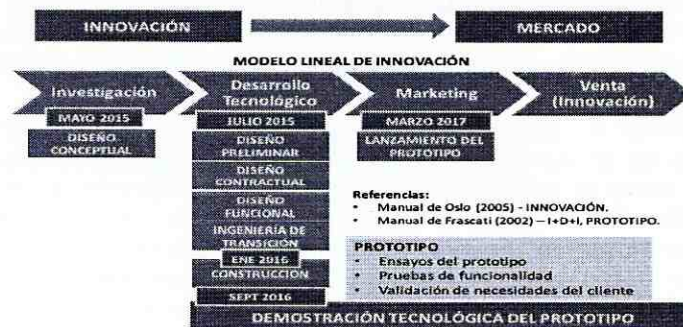 INNOVACIÓN
MERCADO
MODELO LINEAL DE INNOVACIÓN
Investigación
Desarrollo
Tecnológico
Marketing
Venta
(Innovación)
MAYO 2015
DISEÑO
CONCEPTUAL
JULIO 2015
DISEÑO
PRELIMINAR
DISEÑO
CONTRACTUAL
DISEÑO
FUNCIONAL
INGENIERÍA DE
TRANSICIÓN
ENE 2016
CONSTRUCCIÓN
SEPT 2016
MARZO 2017
LANZAMIENTO DEL
PROTOTIPO
Referencias:
• Manual de Oslo (2005) - INNOVACIÓN.
• Manual de Frascati (2002) – I+D+I, PROTOTIPO.
PROTOTIPO
• Ensayos del prototipo
• Pruebas de funcionalidad
• Validación de necesidades del cliente
DEMOSTRACIÓN TECNOLÓGICA DEL PROTOTIPO